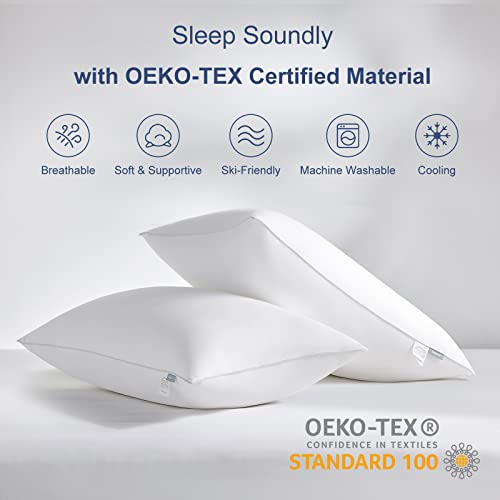 Sleep Soundly
with OEKO-TEX Certified Material
Breathable Soft & Supportive Ski-Friendly Machine Washable Cooling
OEKO-TEX®
CONFIDENCE IN TEXTILES
STANDARD 100